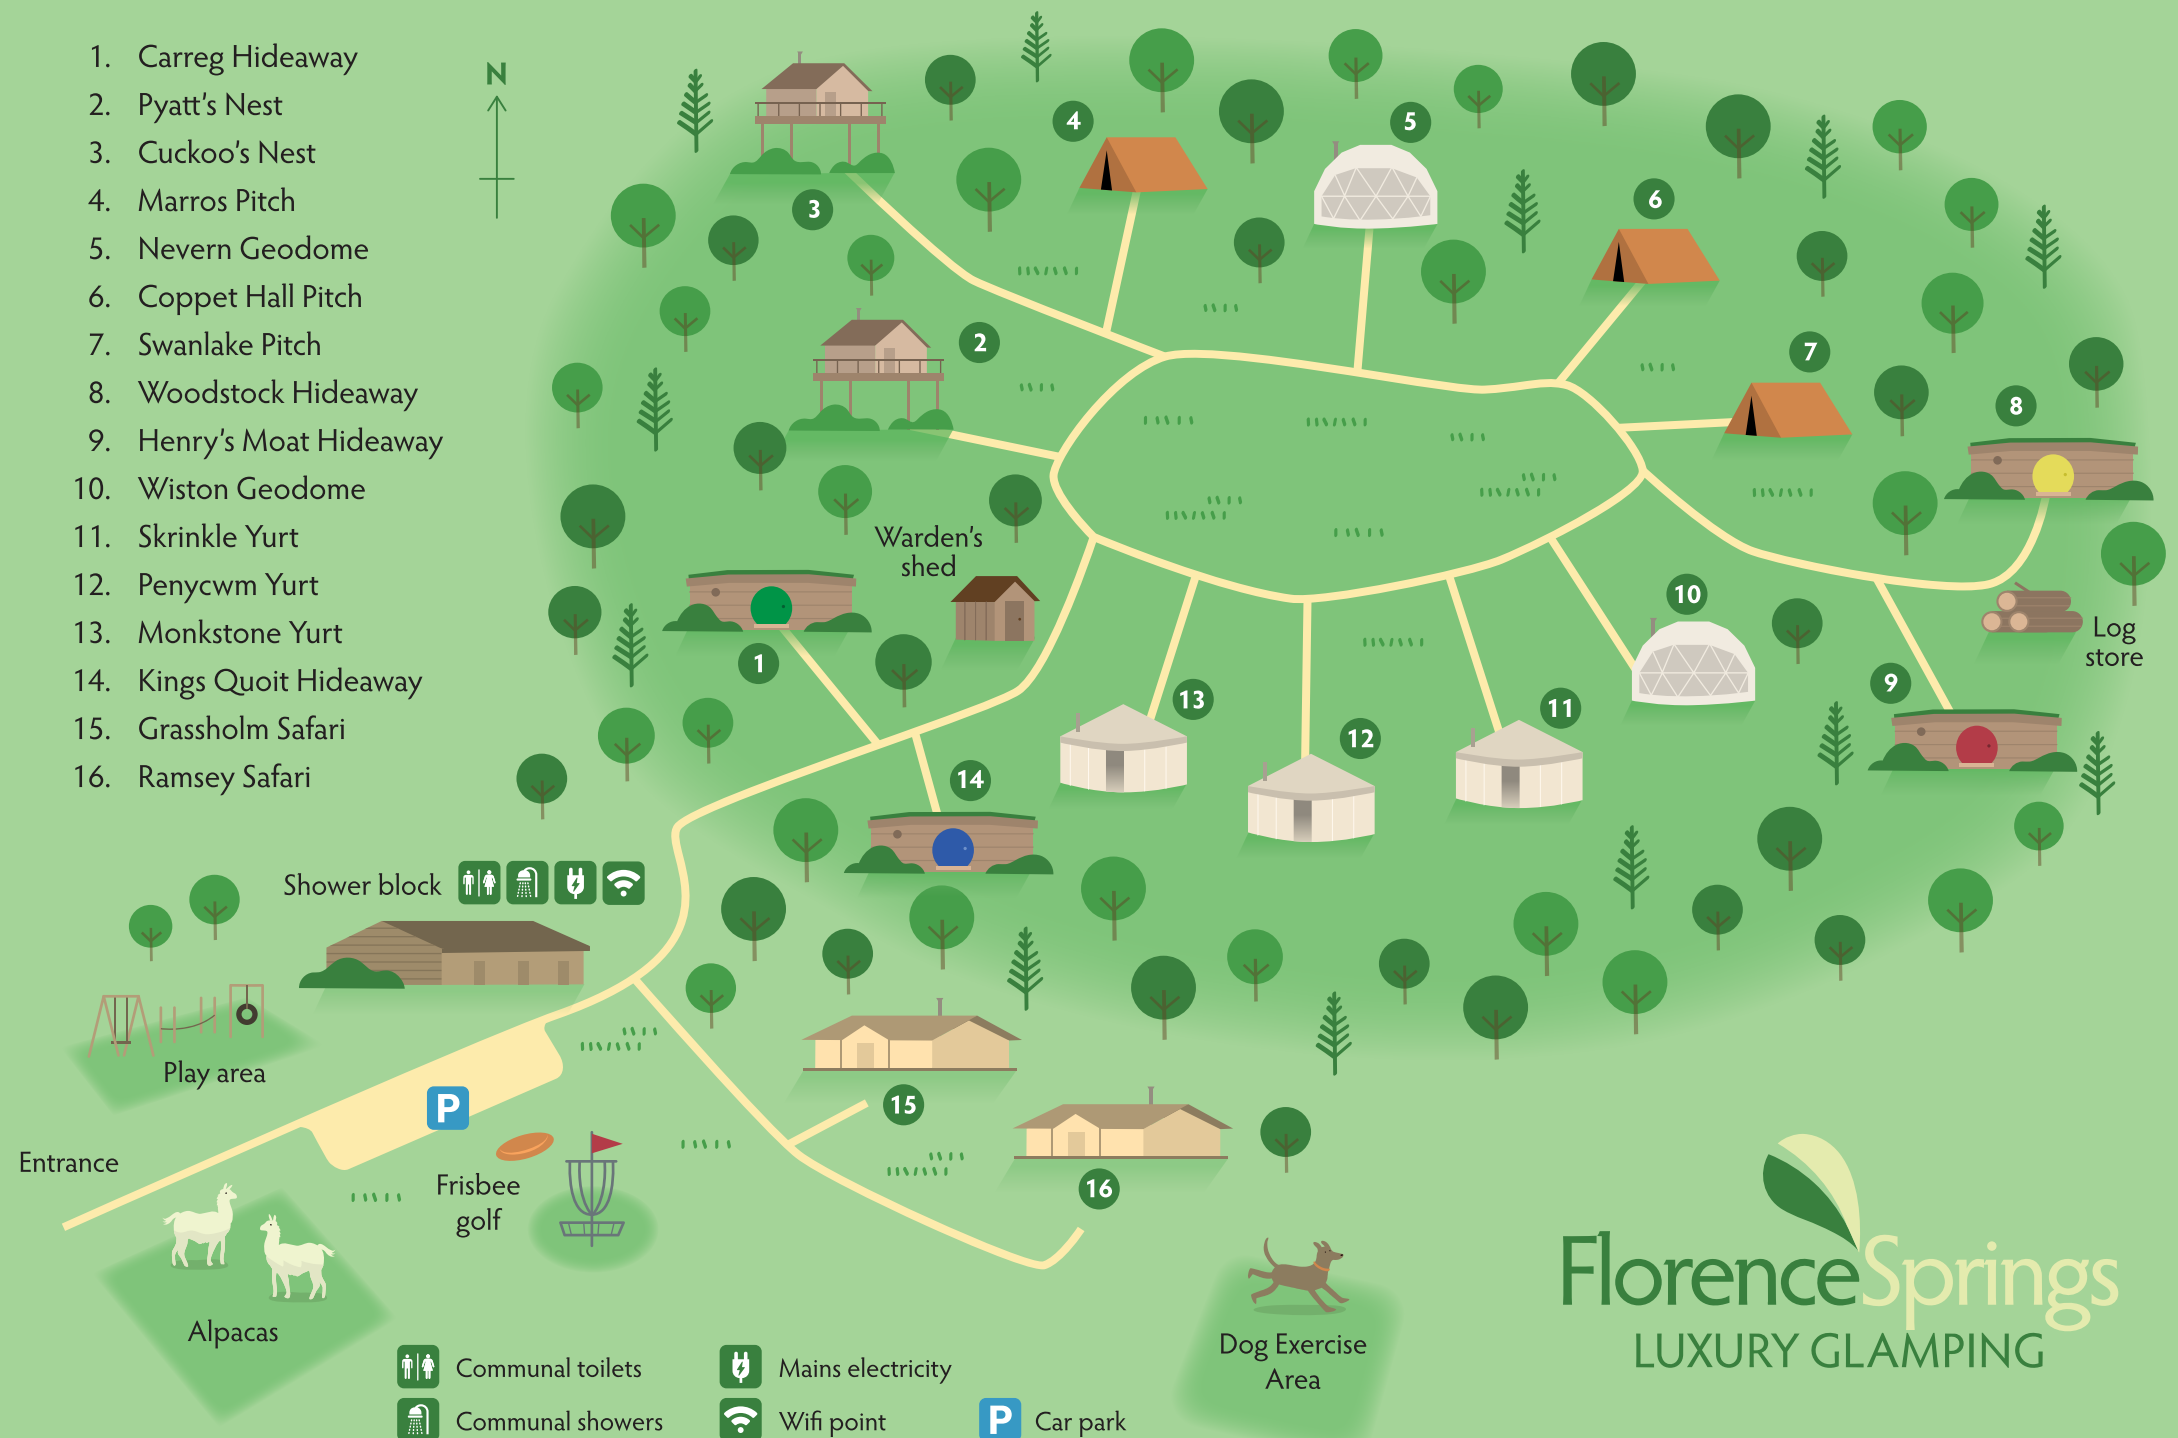 1. Carreg Hideaway
2. Pyatt's Nest
3. Cuckoo's Nest
4. Marros Pitch
5. Nevern Geodome
6. Coppet Hall Pitch
7. Swanlake Pitch
8. Woodstock Hideaway
9. Henry's Moat Hideaway
10. Wiston Geodome
11. Skrinkle Yurt
12. Penycwm Yurt
13. Monkstone Yurt
14. Kings Quoit Hideaway
15. Grassholm Safari
16. Ramsey Safari
N
3
4
5
6
2
7
8
Warden's
shed
1
10
Log
store
9
13
11
12
14
Shower block
Play area
P
15
Entrance
Frisbee
golf
16
Alpacas
Dog Exercise
Area
FlorenceSprings
LUXURY GLAMPING
Communal toilets
Mains electricity
Communal showers
Wifi point
P Car park